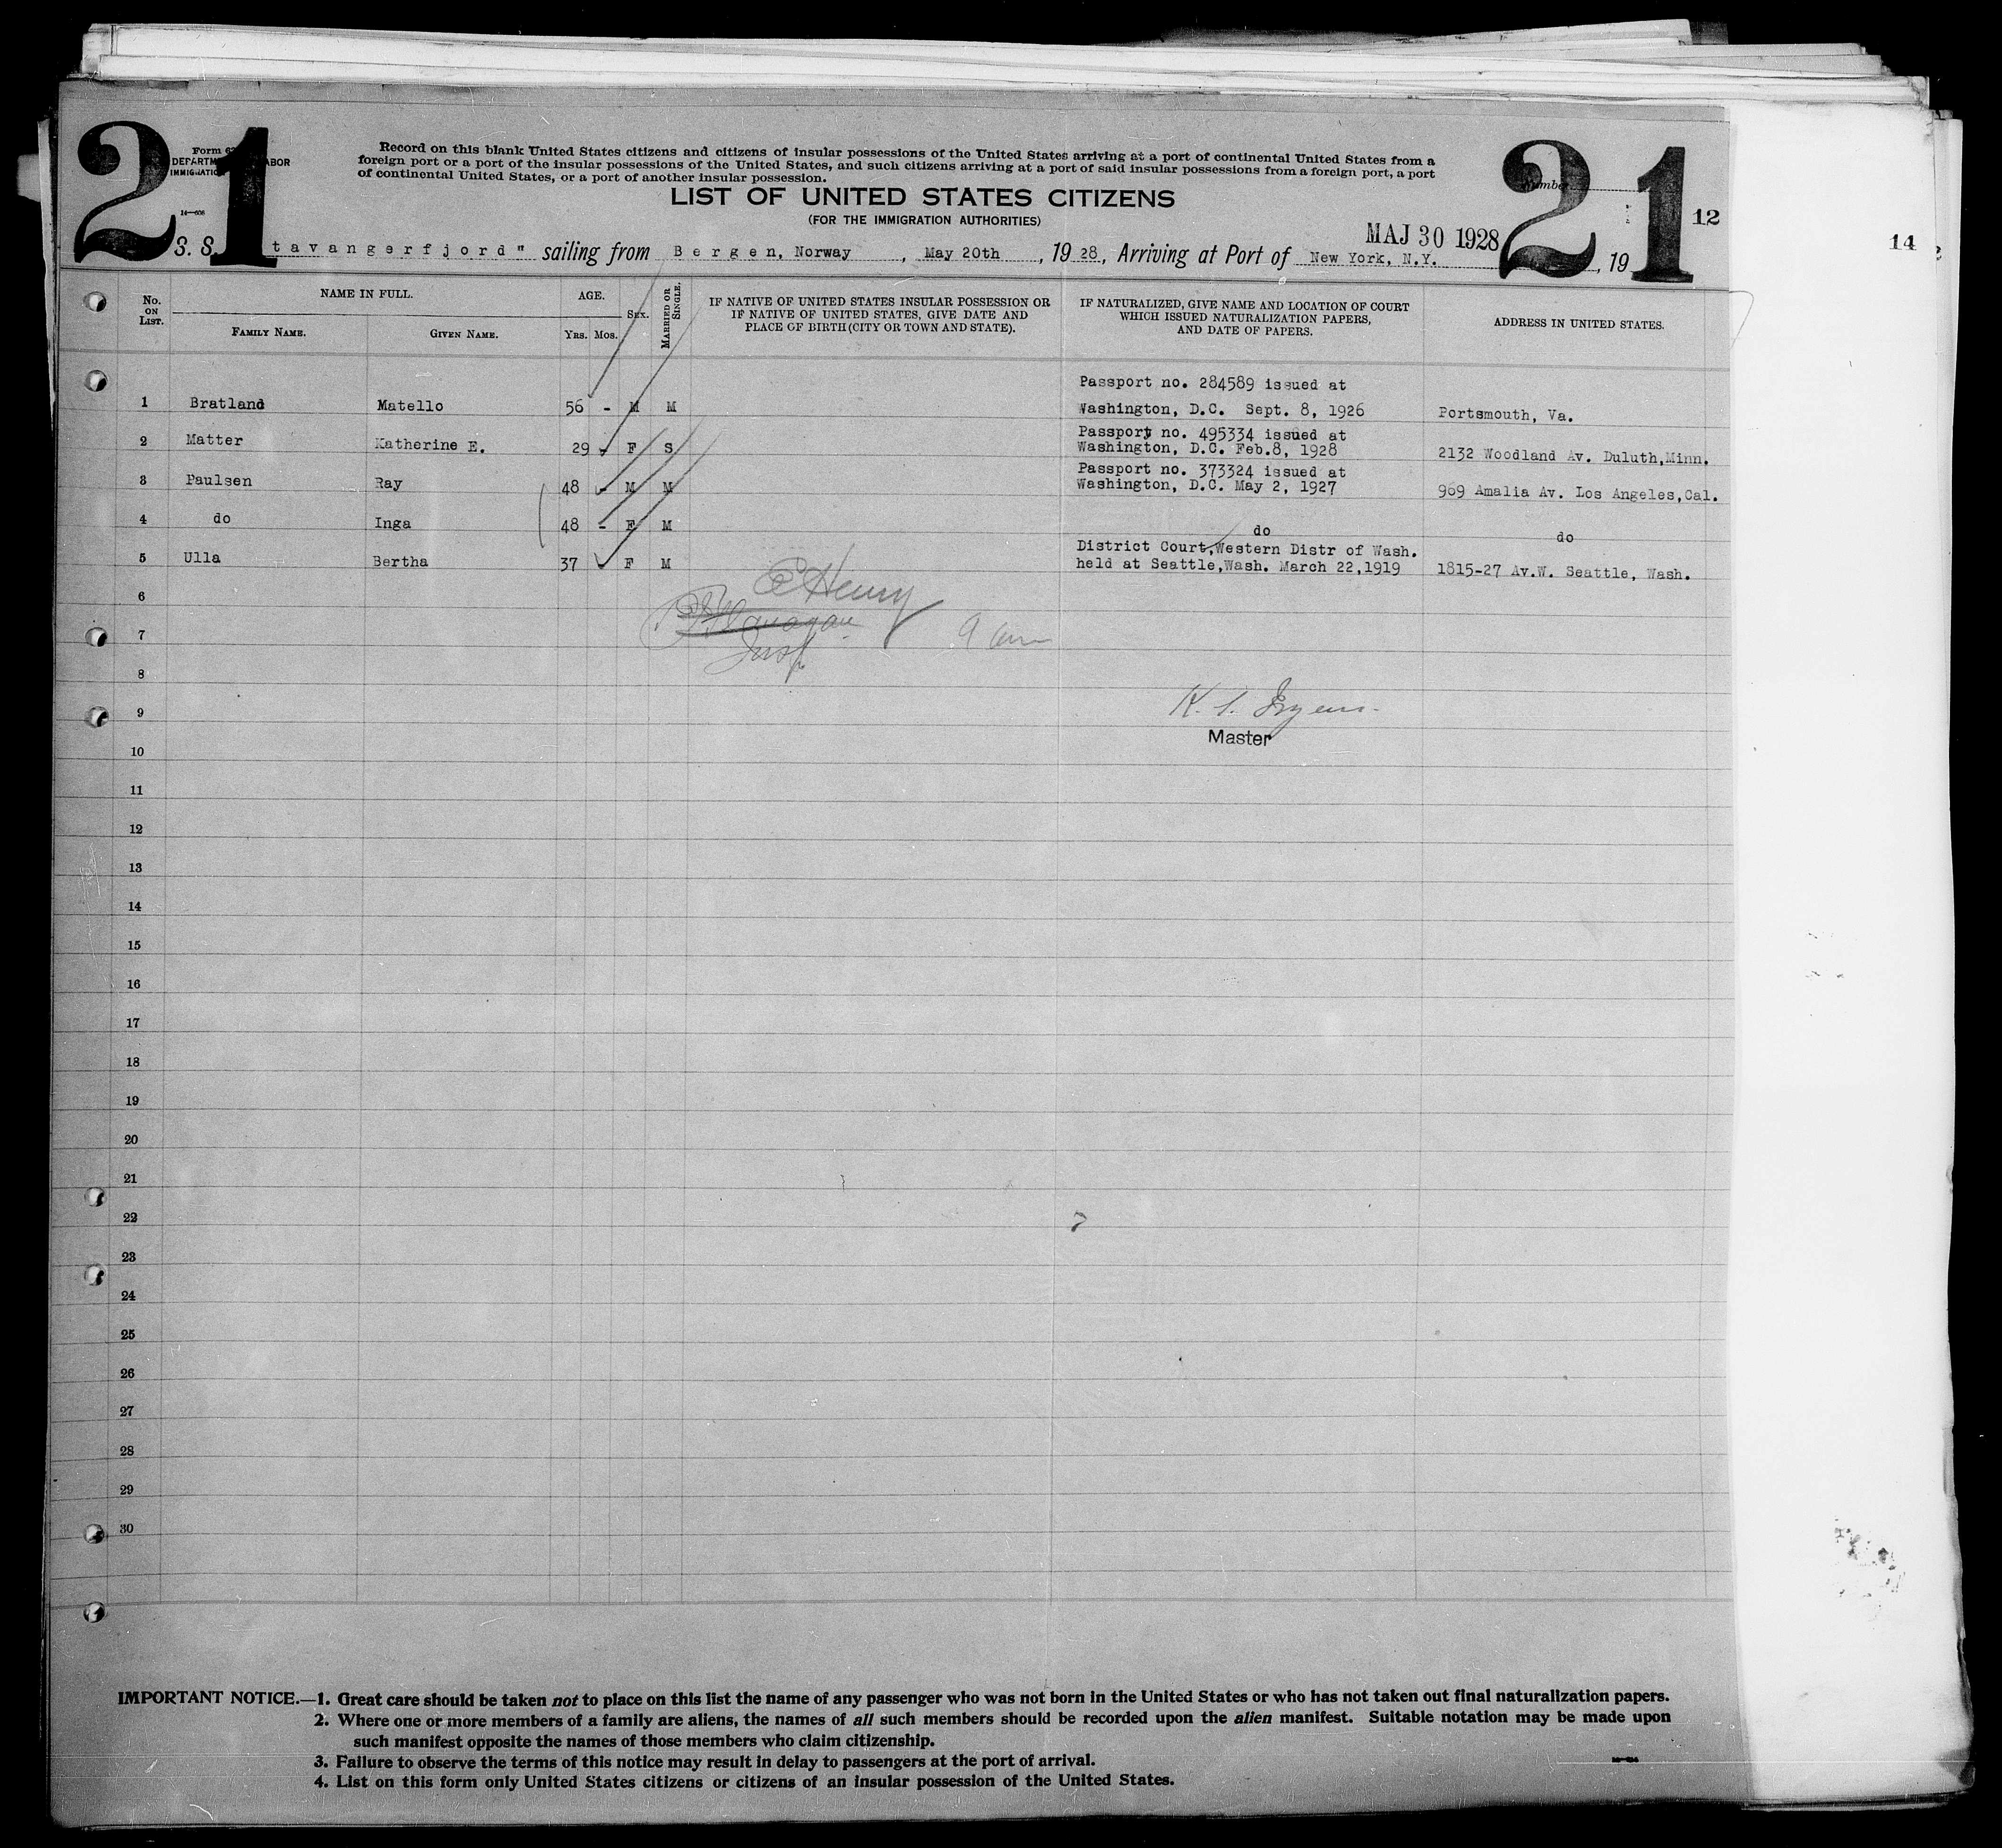 21
21
Form 6
DEPARTM ABOR
IMMIGRATIO
14—606
Record on this blank United States citizens and citizens of insular possessions of the United States arriving at a port of continental United States from a
foreign port or a port of the insular possessions of the United States, and such citizens arriving at a port of said insular possessions from a foreign port, a port
of continental United States, or a port of another insular possession.
Number
12
14
LIST OF UNITED STATES CITIZENS
(FOR THE IMMIGRATION AUTHORITIES)
MAJ 30 1928
S. S. tavangerfjord" sailing from Bergen, Norway, May 20th, 1928, Arriving at Port of New York, N.Y. , 19
No. ON LIST.
NAME IN FULL.
FAMILY NAME. GIVEN NAME.
AGE.
YRS. MOS.
SEX.
MARRIED OR SINGLE.
IF NATIVE OF UNITED STATES INSULAR POSSESSION OR
IF NATIVE OF UNITED STATES, GIVE DATE AND
PLACE OF BIRTH (CITY OR TOWN AND STATE).
IF NATURALIZED, GIVE NAME AND LOCATION OF COURT
WHICH ISSUED NATURALIZATION PAPERS,
AND DATE OF PAPERS.
ADDRESS IN UNITED STATES.
Passport no. 284589 issued at
1 Bratland Matello 56 - M M Washington, D.C. Sept. 8, 1926 Portsmouth, Va.
Passport no. 495334 issued at
2 Matter Katherine E. 29 - F S Washington, D.C. Feb.8, 1928 2132 Woodland Av. Duluth,Minn.
Passport no. 373324 issued at
3 Paulsen Ray 48 - M M Washington, D.C. May 2, 1927 969 Amalia Av. Los Angeles,Cal.
4 do Inga 48 - F M do do
District Court,Western Distr of Wash.
5 Ulla Bertha 37 F M held at Seattle,Wash. March 22,1919 1815-27 Av.W. Seattle, Wash.
E Henry
6
Flanagan
7
9 am
Insp.
8
9
K. S.
Master
10
11
12
13
14
15
16
17
18
19
20
21
22
23
24
25
26
27
28
29
30
IMPORTANT NOTICE.—1. Great care should be taken not to place on this list the name of any passenger who was not born in the United States or who has not taken out final naturalization papers.
2. Where one or more members of a family are aliens, the names of all such members should be recorded upon the alien manifest. Suitable notation may be made upon
such manifest opposite the names of those members who claim citizenship.
3. Failure to observe the terms of this notice may result in delay to passengers at the port of arrival.
4. List on this form only United States citizens or citizens of an insular possession of the United States.